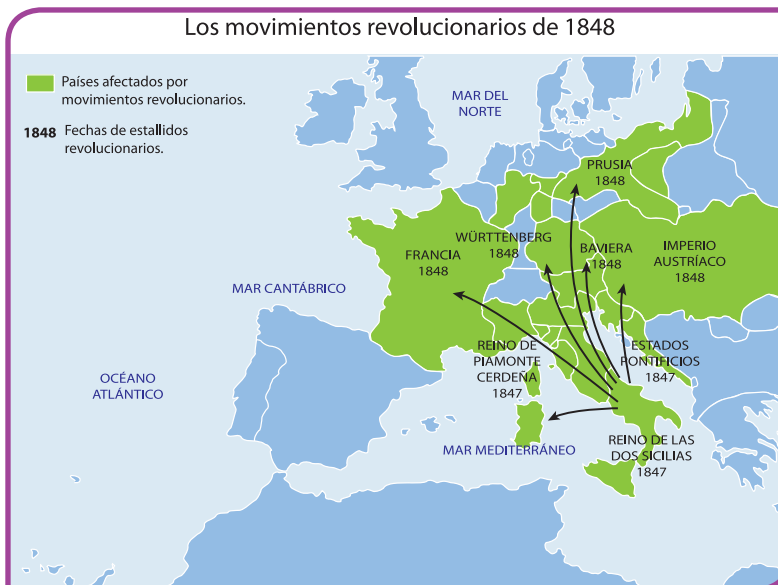 Los movimientos revolucionarios de 1848
Países afectados por
movimientos revolucionarios.
1848 Fechas de estallidos
revolucionarios.
MAR DEL
NORTE
PRUSIA
1848
WÜRTTENBERG
1848
BAVIERA
1848
IMPERIO
AUSTRÍACO
1848
FRANCIA
1848
MAR CANTÁBRICO
REINO DE
PIAMONTE
CERDEÑA
1847
ESTADOS
PONTIFICIOS
1847
OCÉANO
ATLÁNTICO
MAR MEDITERRÁNEO
REINO DE LAS
DOS SICILIAS
1847